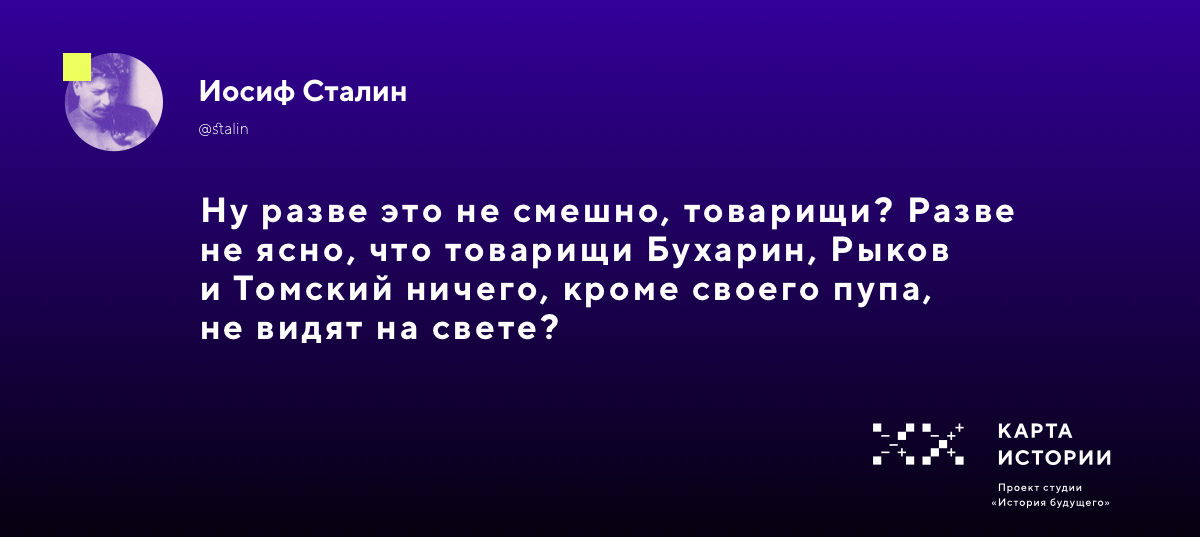 Иосиф Сталин
@stalin
Ну разве это не смешно, товарищи? Разве
не ясно, что товарищи Бухарин, Рыков
и Томский ничего, кроме своего пупа,
не видят на свете?
КАРТА
ИСТОРИИ
Проект студии
«История будущего»